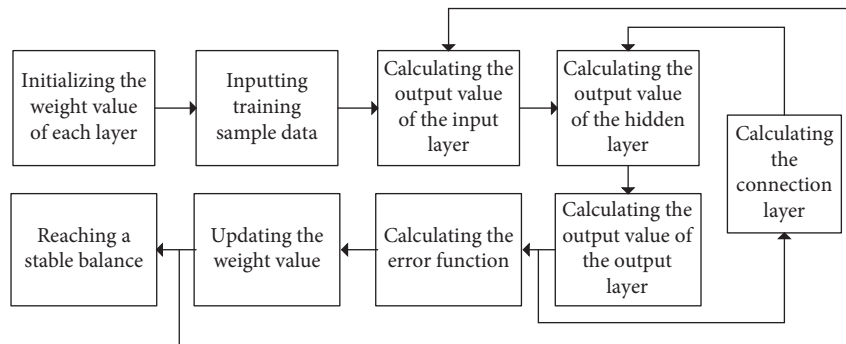 Initializing the
weight value
of each layer
Inputting
training
sample data
Calculating the
output value
of the input
layer
Calculating the
output value
of the hidden
layer
Calculating
the
connection
layer
Reaching a
stable balance
Updating the
weight value
Calculating the
error function
Calculating the
output value of
the output
layer